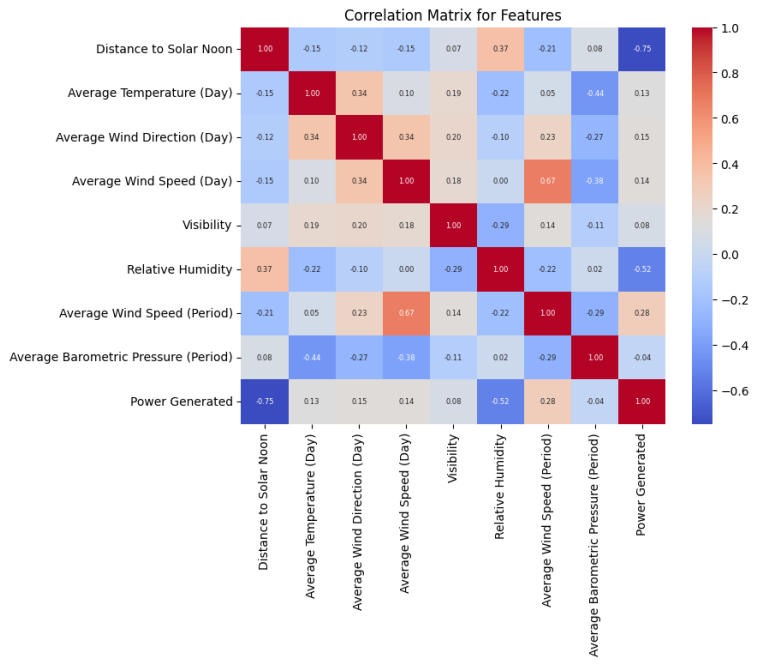 Correlation Matrix for Features
Distance to Solar Noon 1.00 -0.15 -0.12 -0.15 0.07 0.37 -0.21 0.08 -0.75
Average Temperature (Day) -0.15 1.00 0.34 0.10 0.19 -0.22 0.05 -0.44 0.13
Average Wind Direction (Day) -0.12 0.34 1.00 0.34 0.20 -0.10 0.23 -0.27 0.15
Average Wind Speed (Day) -0.15 0.10 0.34 1.00 0.18 0.00 0.67 -0.38 0.14
Visibility 0.07 0.19 0.20 0.18 1.00 -0.29 0.14 -0.11 0.08
Relative Humidity 0.37 -0.22 -0.10 0.00 -0.29 1.00 -0.22 0.02 -0.52
Average Wind Speed (Period) -0.21 0.05 0.23 0.67 0.14 -0.22 1.00 -0.29 0.28
Average Barometric Pressure (Period) 0.08 -0.44 -0.27 -0.38 -0.11 0.02 -0.29 1.00 -0.04
Power Generated -0.75 0.13 0.15 0.14 0.08 -0.52 0.28 -0.04 1.00
Distance to Solar Noon
Average Temperature (Day)
Average Wind Direction (Day)
Average Wind Speed (Day)
Visibility
Relative Humidity
Average Wind Speed (Period)
Average Barometric Pressure (Period)
Power Generated
1.0
0.8
0.6
0.4
0.2
0.0
−0.2
−0.4
−0.6